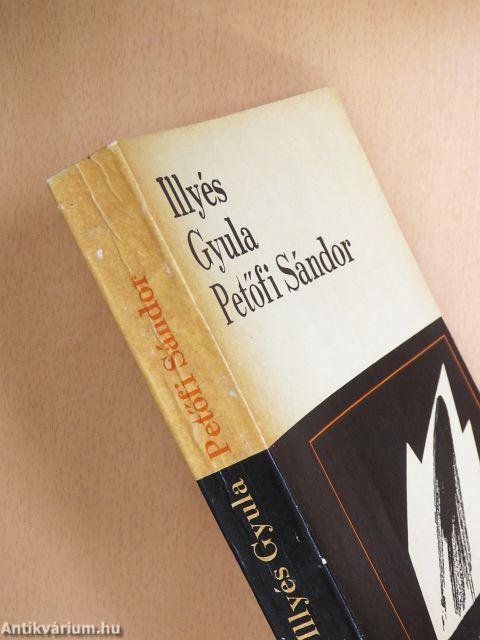 Illyés
Gyula
Petőfi Sándor
Illyés Gyula Petőfi Sándor
Antikvárium.hu